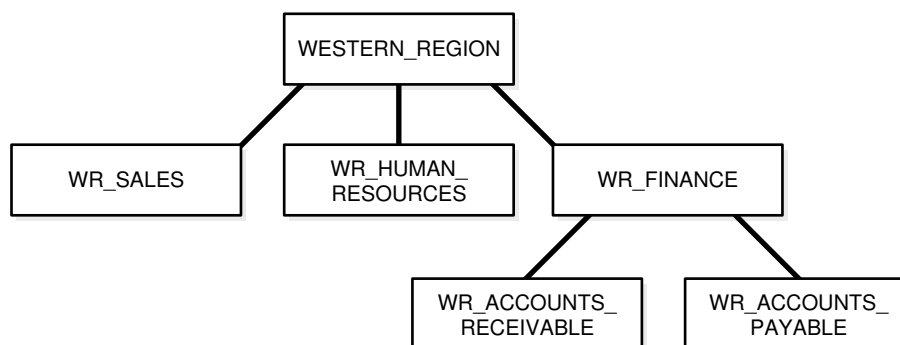 WESTERN_REGION
WR_SALES
WR_HUMAN_
RESOURCES
WR_FINANCE
WR_ACCOUNTS_
RECEIVABLE
WR_ACCOUNTS_
PAYABLE